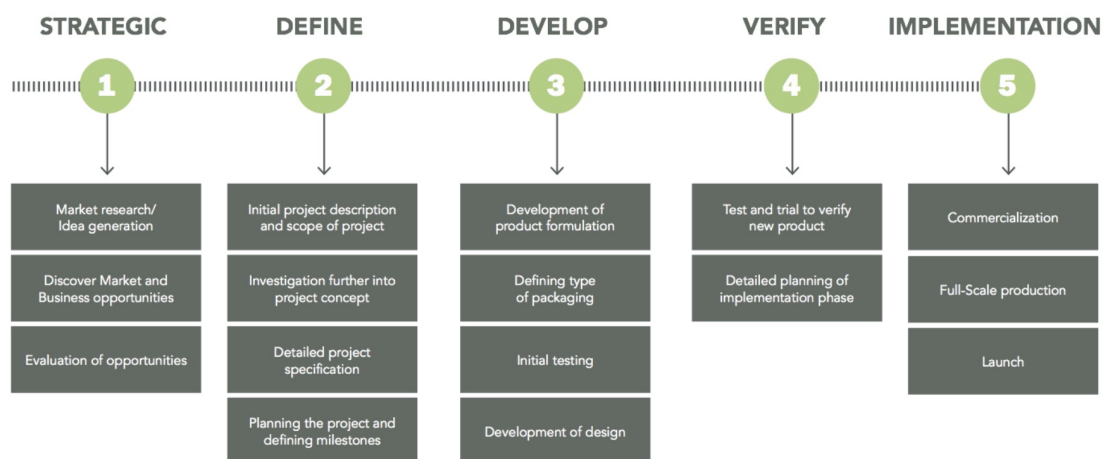 STRATEGIC
DEFINE
DEVELOP
VERIFY
IMPLEMENTATION
1
2
3
4
5
Market research/
Idea generation
Discover Market and
Business opportunities
Evaluation of opportunities
Initial project description
and scope of project
Investigation further into
project concept
Detailed project
specification
Planning the project and
defining milestones
Development of
product formulation
Defining type
of packaging
Initial testing
Development of design
Test and trial to verify
new product
Detailed planning of
implementation phase
Commercialization
Full-Scale production
Launch